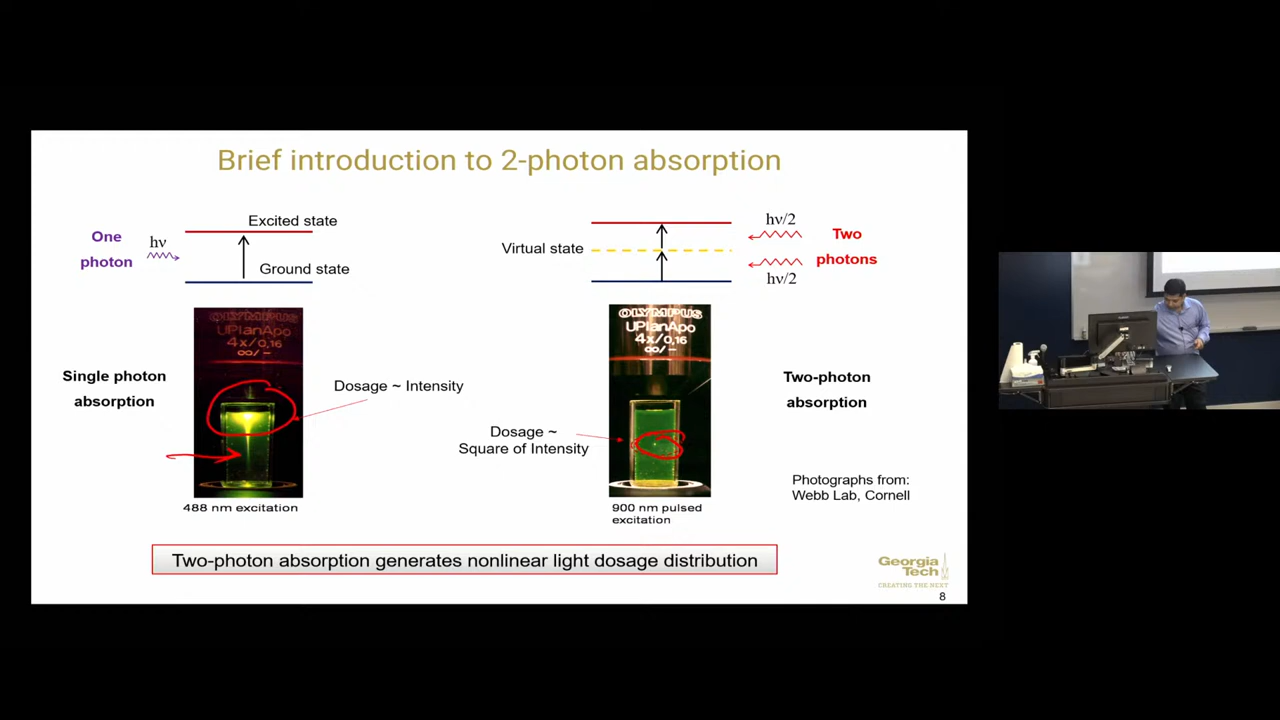 Brief introduction to 2-photon absorption
One
photon
hν
Excited state
Ground state
Virtual state
hν/2
hν/2
Two
photons
OLYMPUS
UPlanApo
4x/0,16
∞/-
OLYMPUS
UPlanApo
4x/0,16
∞/-
Single photon
absorption
Dosage ~ Intensity
Dosage ~
Square of Intensity
Two-photon
absorption
Photographs from:
Webb Lab, Cornell
488 nm excitation
900 nm pulsed
excitation
Two-photon absorption generates nonlinear light dosage distribution
Georgia
Tech
CREATING THE NEXT
8